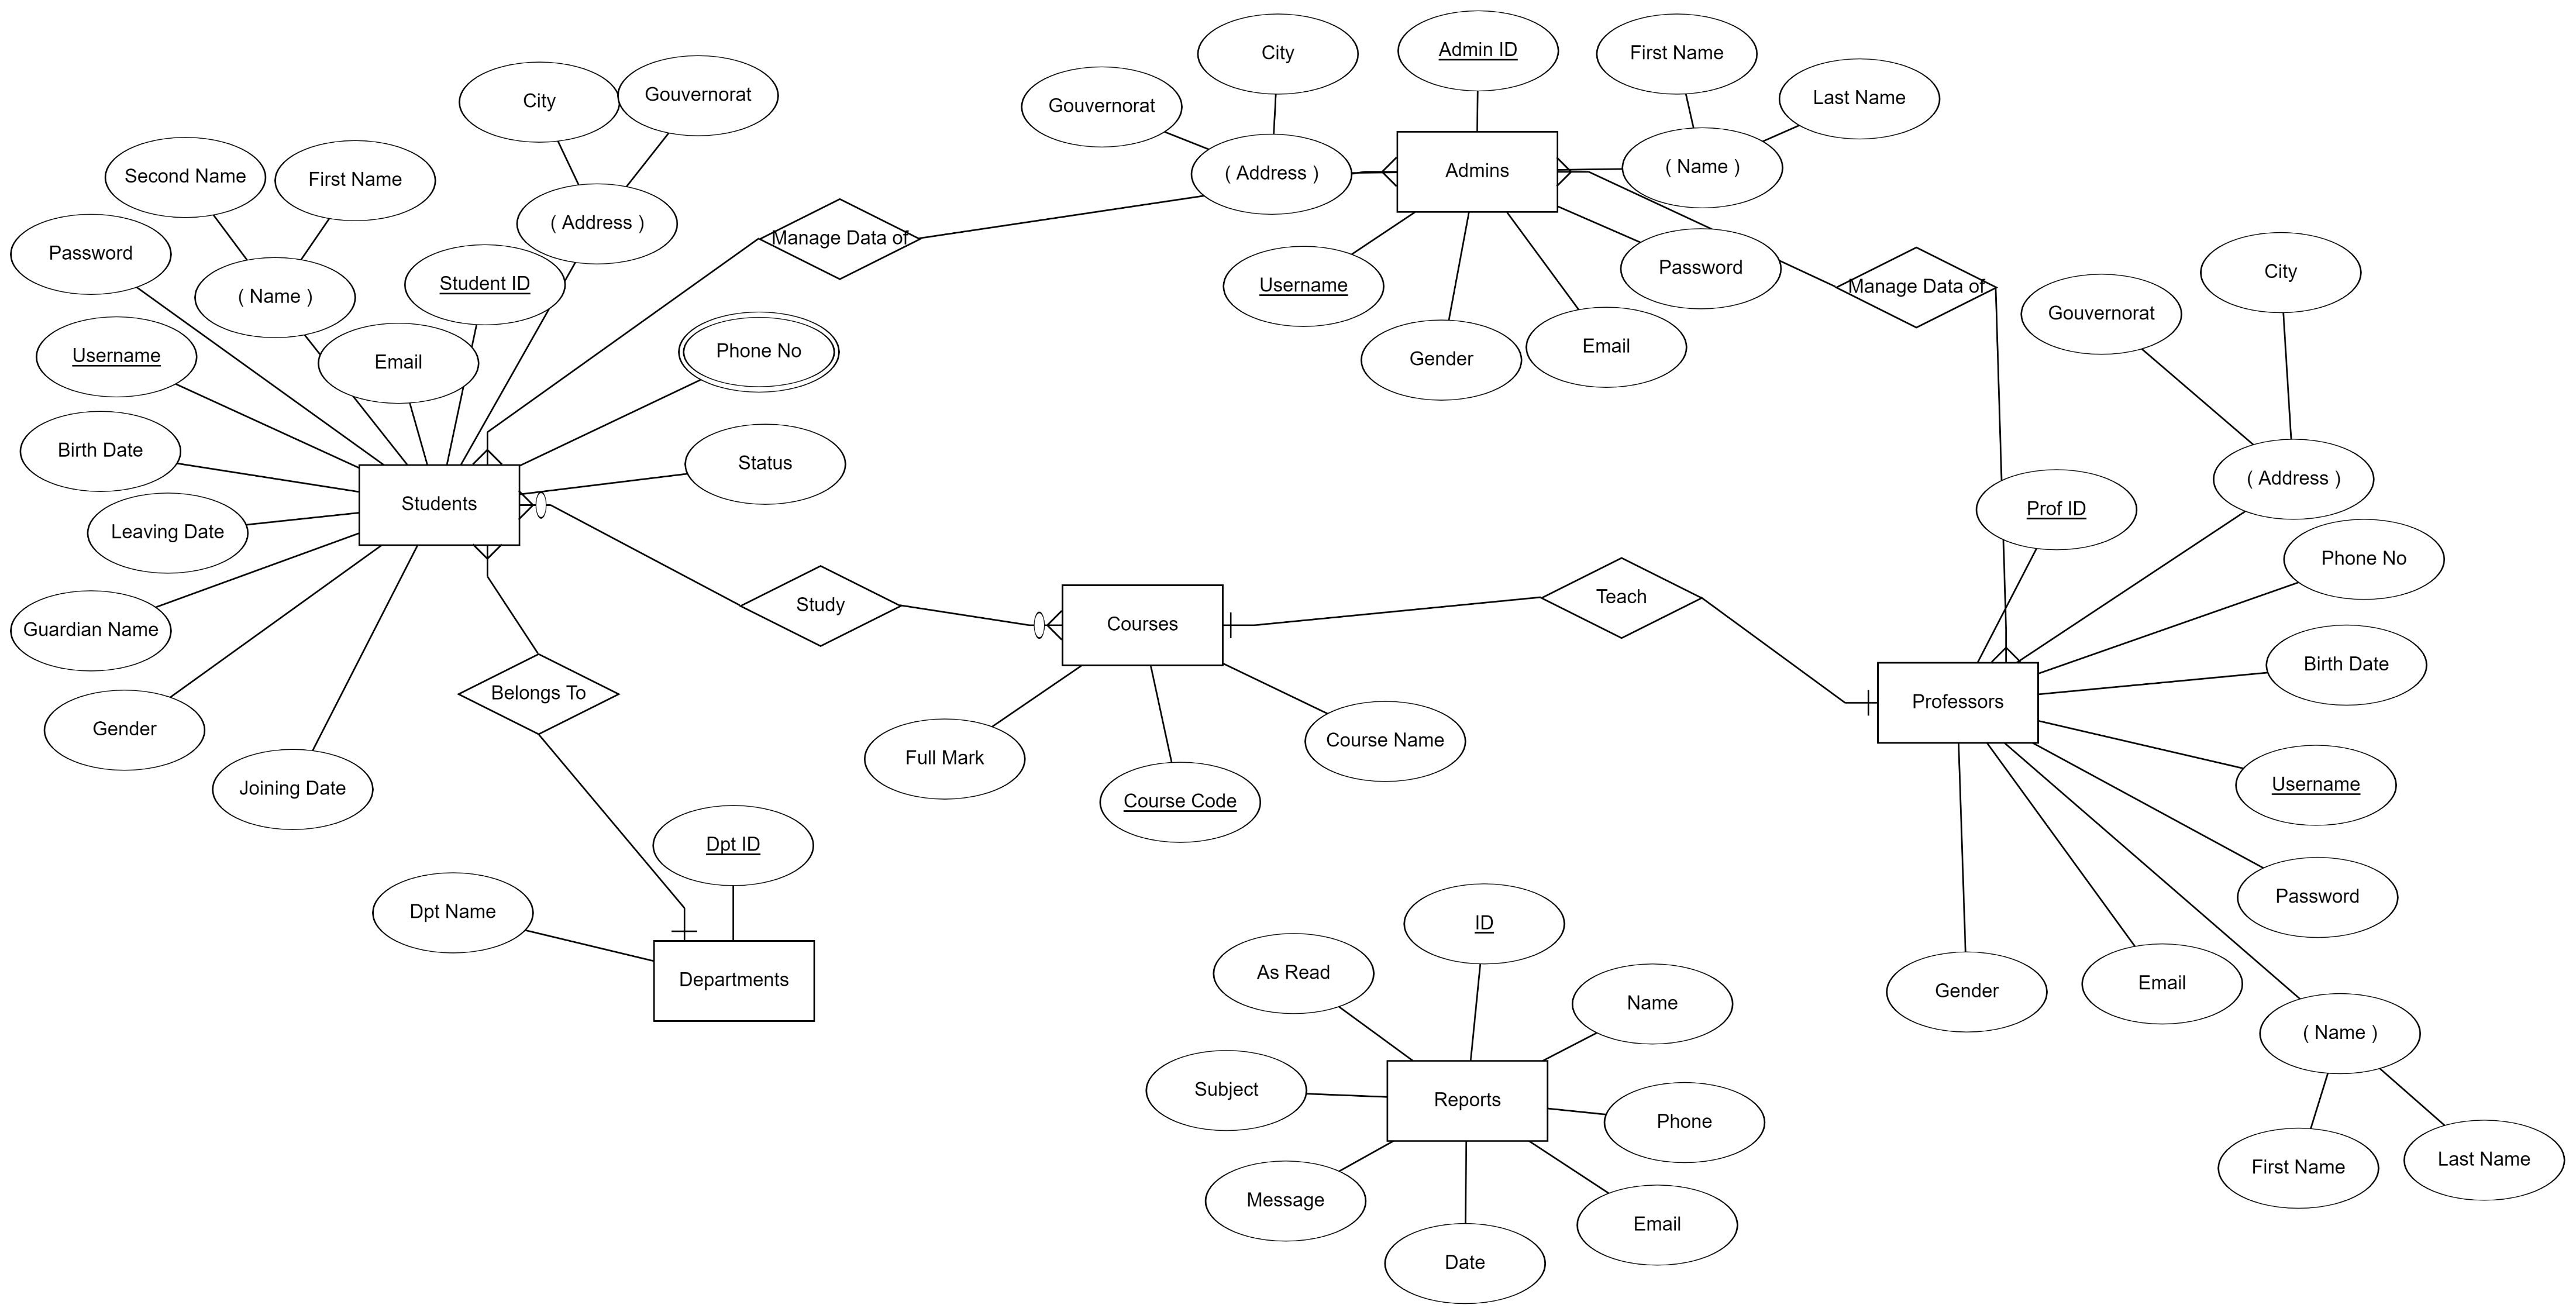 City
Gouvernorat
Second Name
First Name
( Address )
Password
( Name )
Student ID
Username
Email
Phone No
Birth Date
Status
Students
Leaving Date
Guardian Name
Gender
Joining Date
Manage Data of
Gouvernorat
City
Admin ID
First Name
Last Name
( Address )
Admins
( Name )
Username
Password
Gender
Email
Manage Data of
Gouvernorat
City
( Address )
Prof ID
Phone No
Birth Date
Professors
Username
Password
Gender
Email
( Name )
First Name
Last Name
Study
Courses
Teach
Full Mark
Course Code
Course Name
Belongs To
Dpt ID
Dpt Name
Departments
ID
As Read
Name
Subject
Reports
Phone
Message
Email
Date